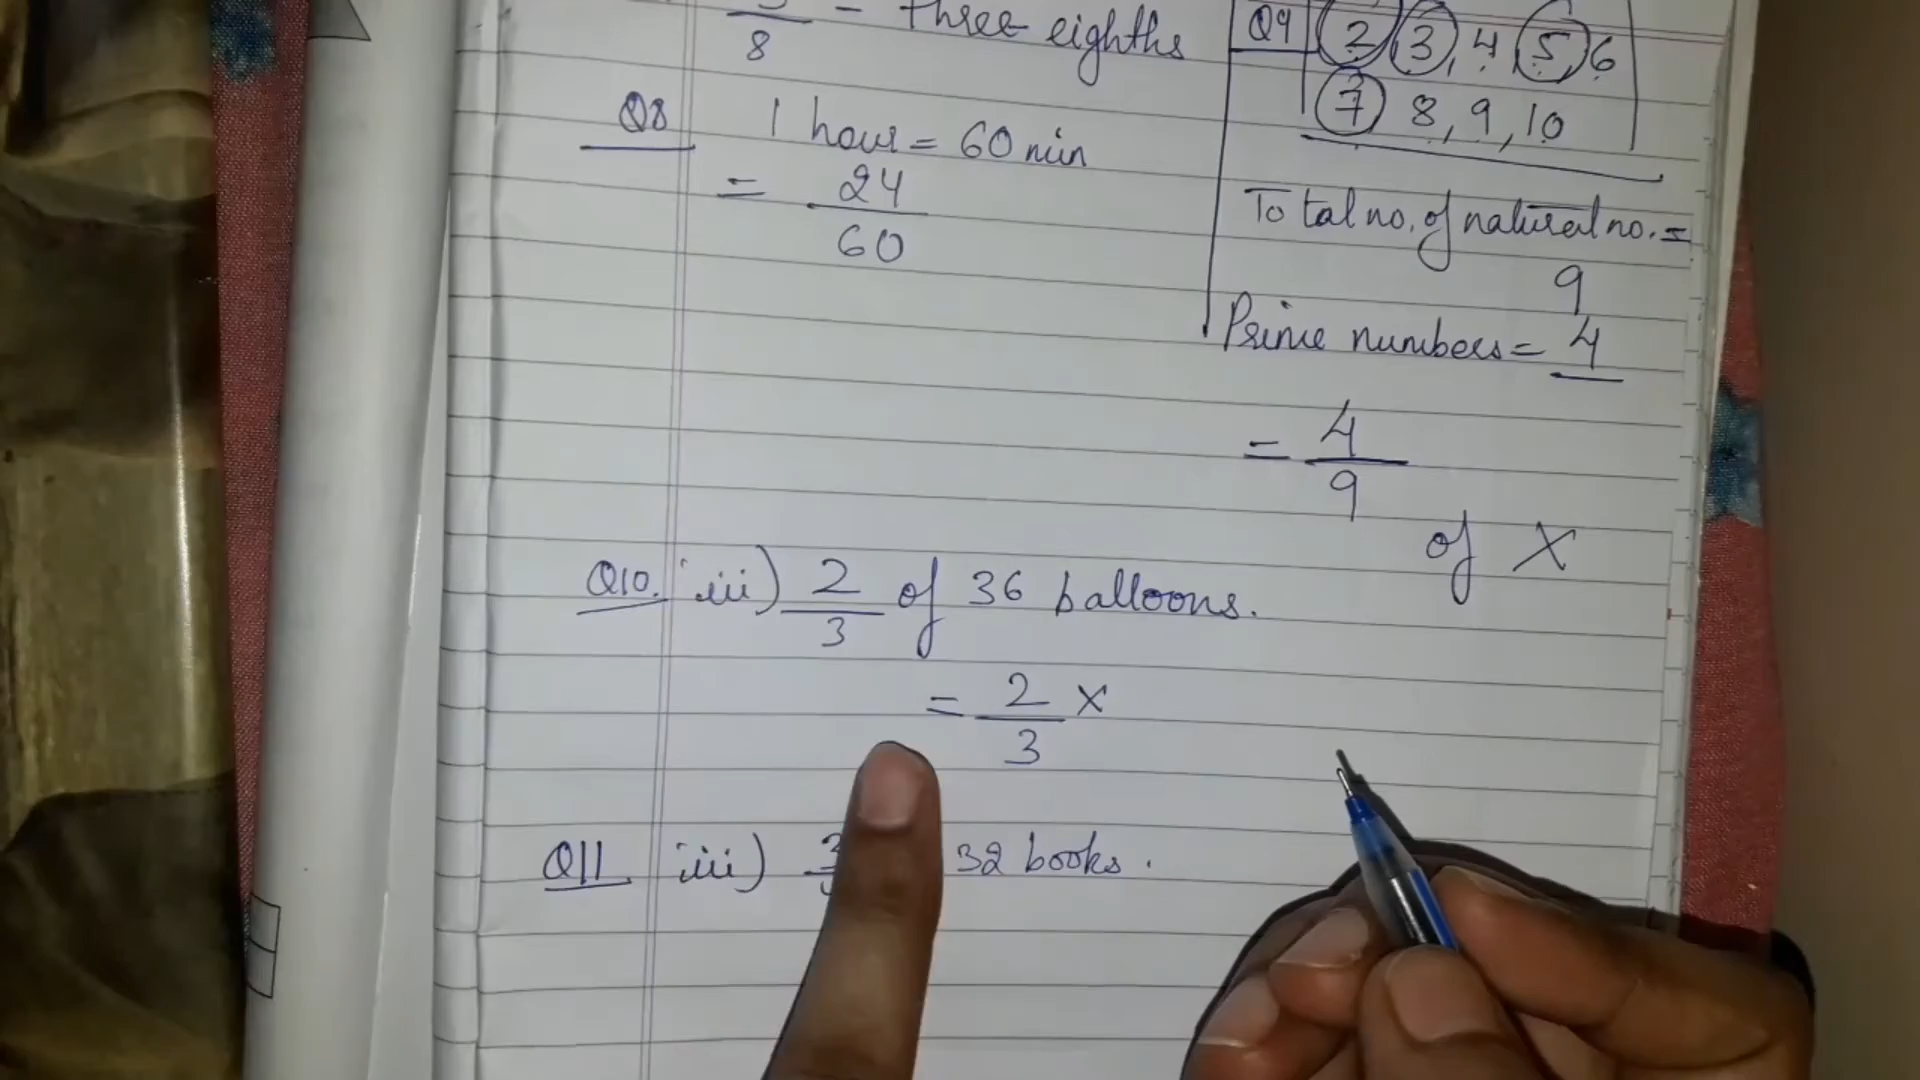 — three eighths
8
Q8 1 hour = 60 min
= 24
60
Q9 2 3, 4, 5, 6
7 8, 9, 10
Total no. of natural no. =
9
Prime numbers = 4
= 4
9
of X
Q10. iii) 2/3 of 36 balloons.
= 2/3 x
Q11 iii) 32 books.